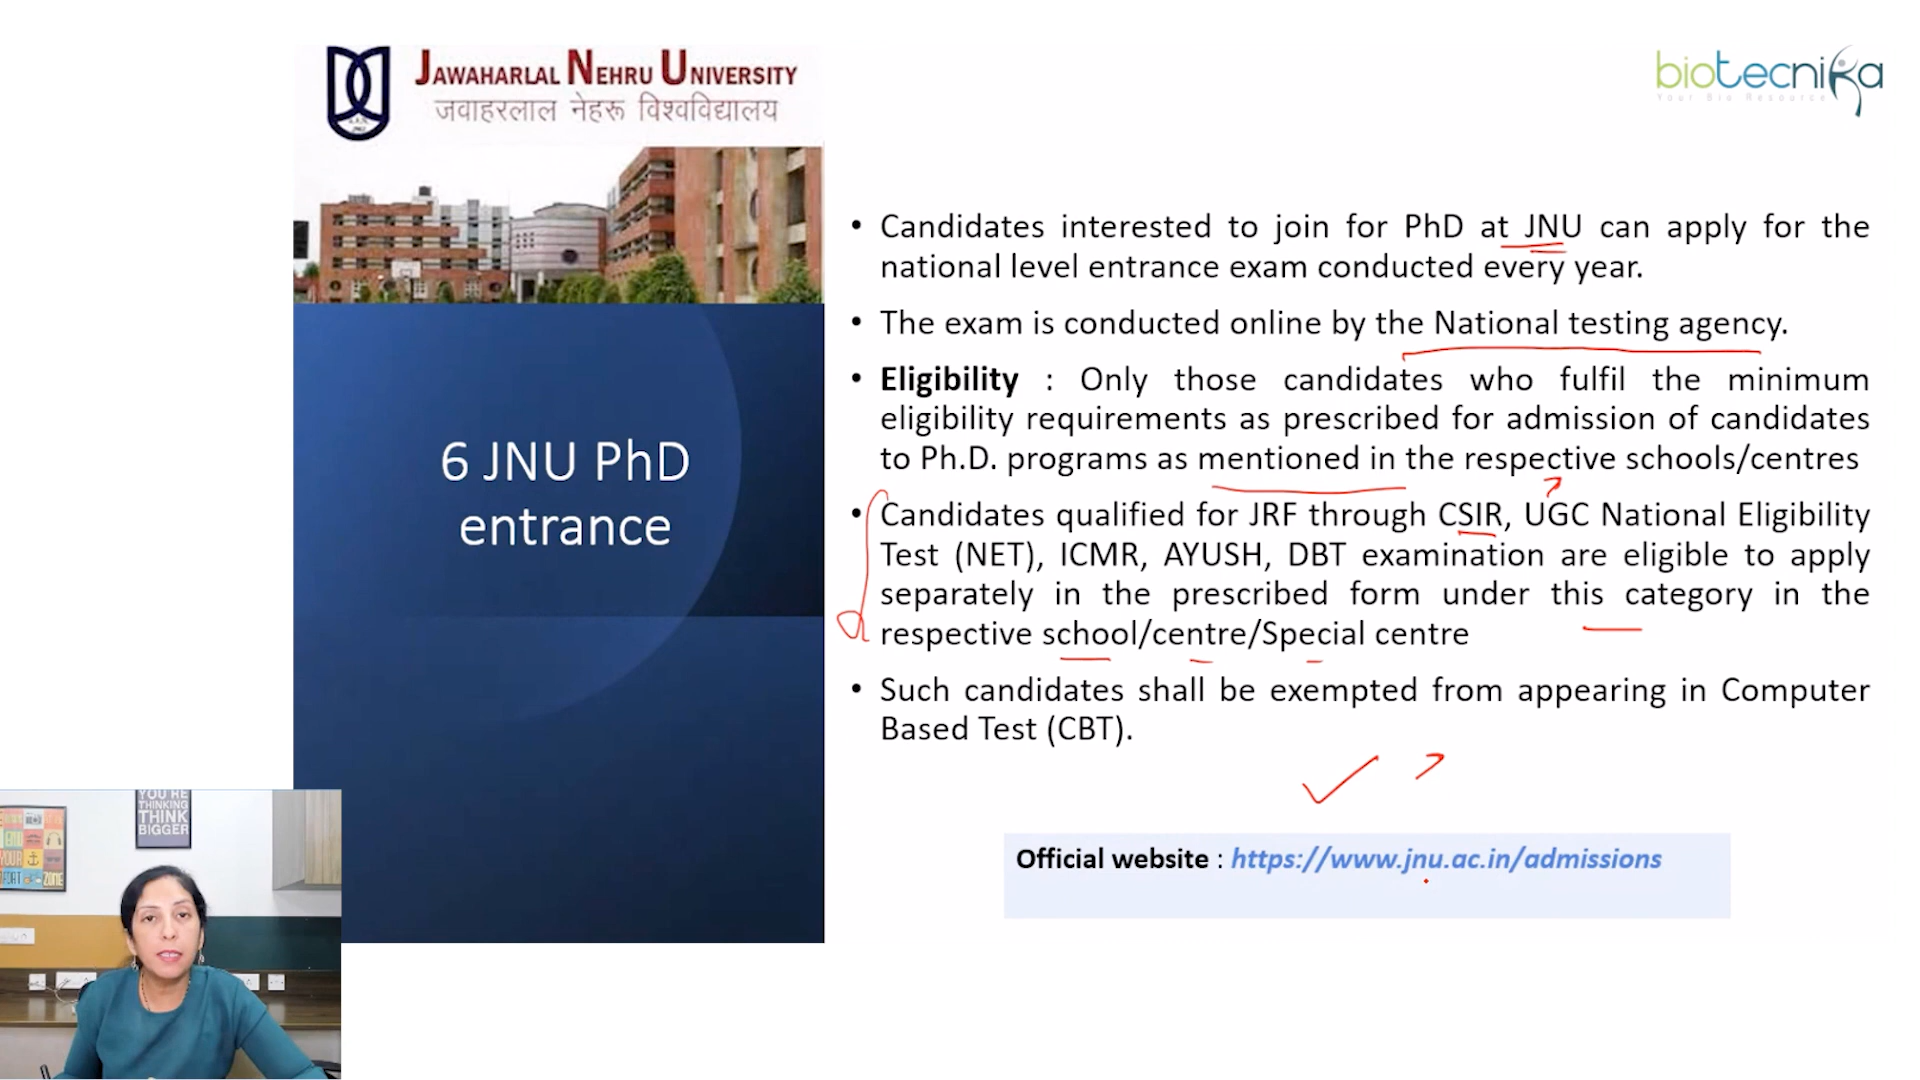 JAWAHARLAL NEHRU UNIVERSITY
जवाहरलाल नेहरू विश्वविद्यालय
biotecnika
Your Bio Resource
6 JNU PhD
entrance
• Candidates interested to join for PhD at JNU can apply for the
national level entrance exam conducted every year.
• The exam is conducted online by the National testing agency.
• Eligibility : Only those candidates who fulfil the minimum
eligibility requirements as prescribed for admission of candidates
to Ph.D. programs as mentioned in the respective schools/centres
• Candidates qualified for JRF through CSIR, UGC National Eligibility
Test (NET), ICMR, AYUSH, DBT examination are eligible to apply
separately in the prescribed form under this category in the
respective school/centre/Special centre
• Such candidates shall be exempted from appearing in Computer
Based Test (CBT).
Official website : https://www.jnu.ac.in/admissions
YOU'RE
THINKING
THINK
BIGGER
YOUR
ZONE